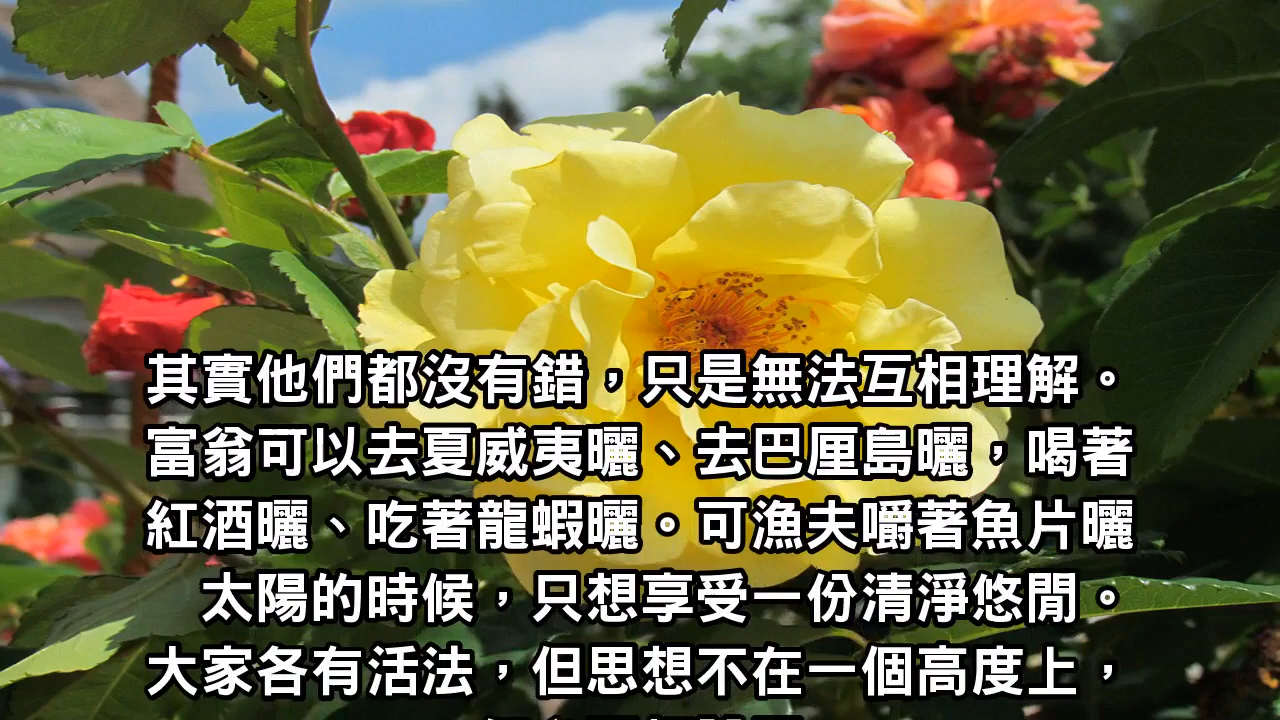 其實他們都沒有錯，只是無法互相理解。
富翁可以去夏威夷曬、去巴厘島曬，喝著
紅酒曬、吃著龍蝦曬。可漁夫嚼著魚片曬
太陽的時候，只想享受一份清淨悠閒。
大家各有活法，但思想不在一個高度上，